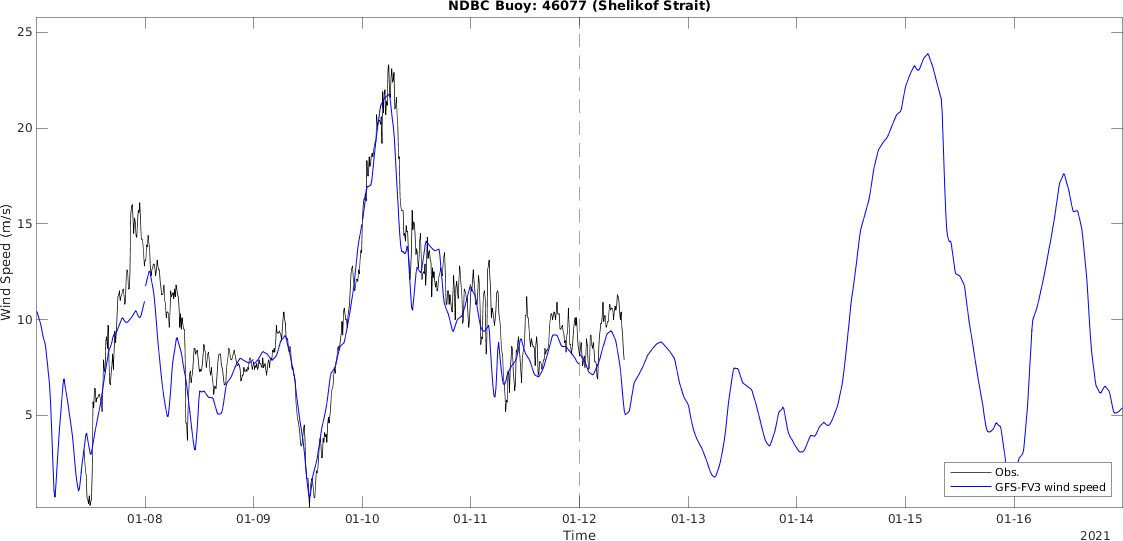 NDBC Buoy: 46077 (Shelikof Strait)
25
20
15
10
5
Wind Speed (m/s)
Obs.
GFS-FV3 wind speed
01-08 01-09 01-10 01-11 01-12 01-13 01-14 01-15 01-16
Time
2021